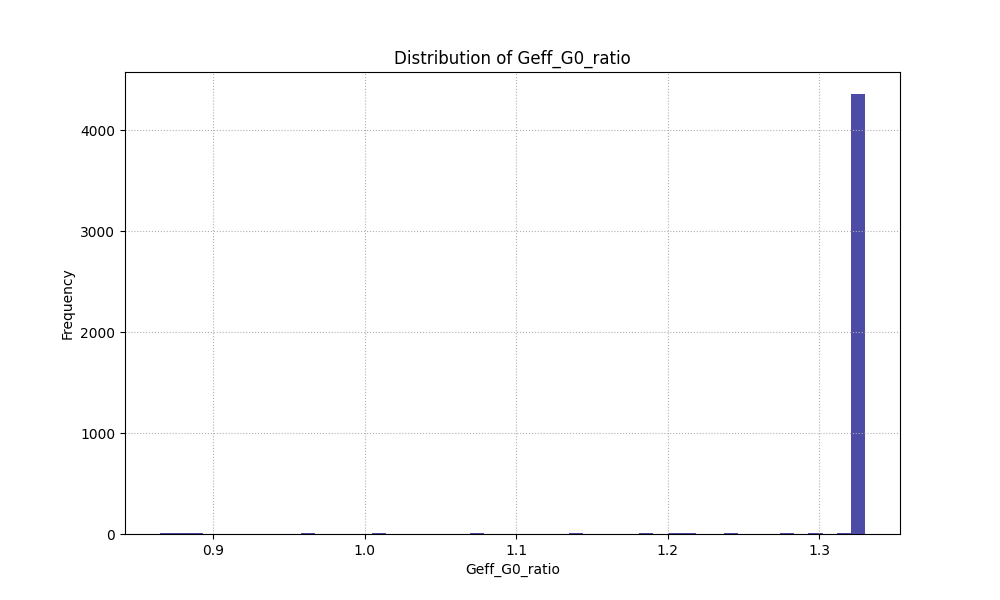 Distribution of Geff_G0_ratio
Frequency
4000
3000
2000
1000
0
0.9 1.0 1.1 1.2 1.3
Geff_G0_ratio